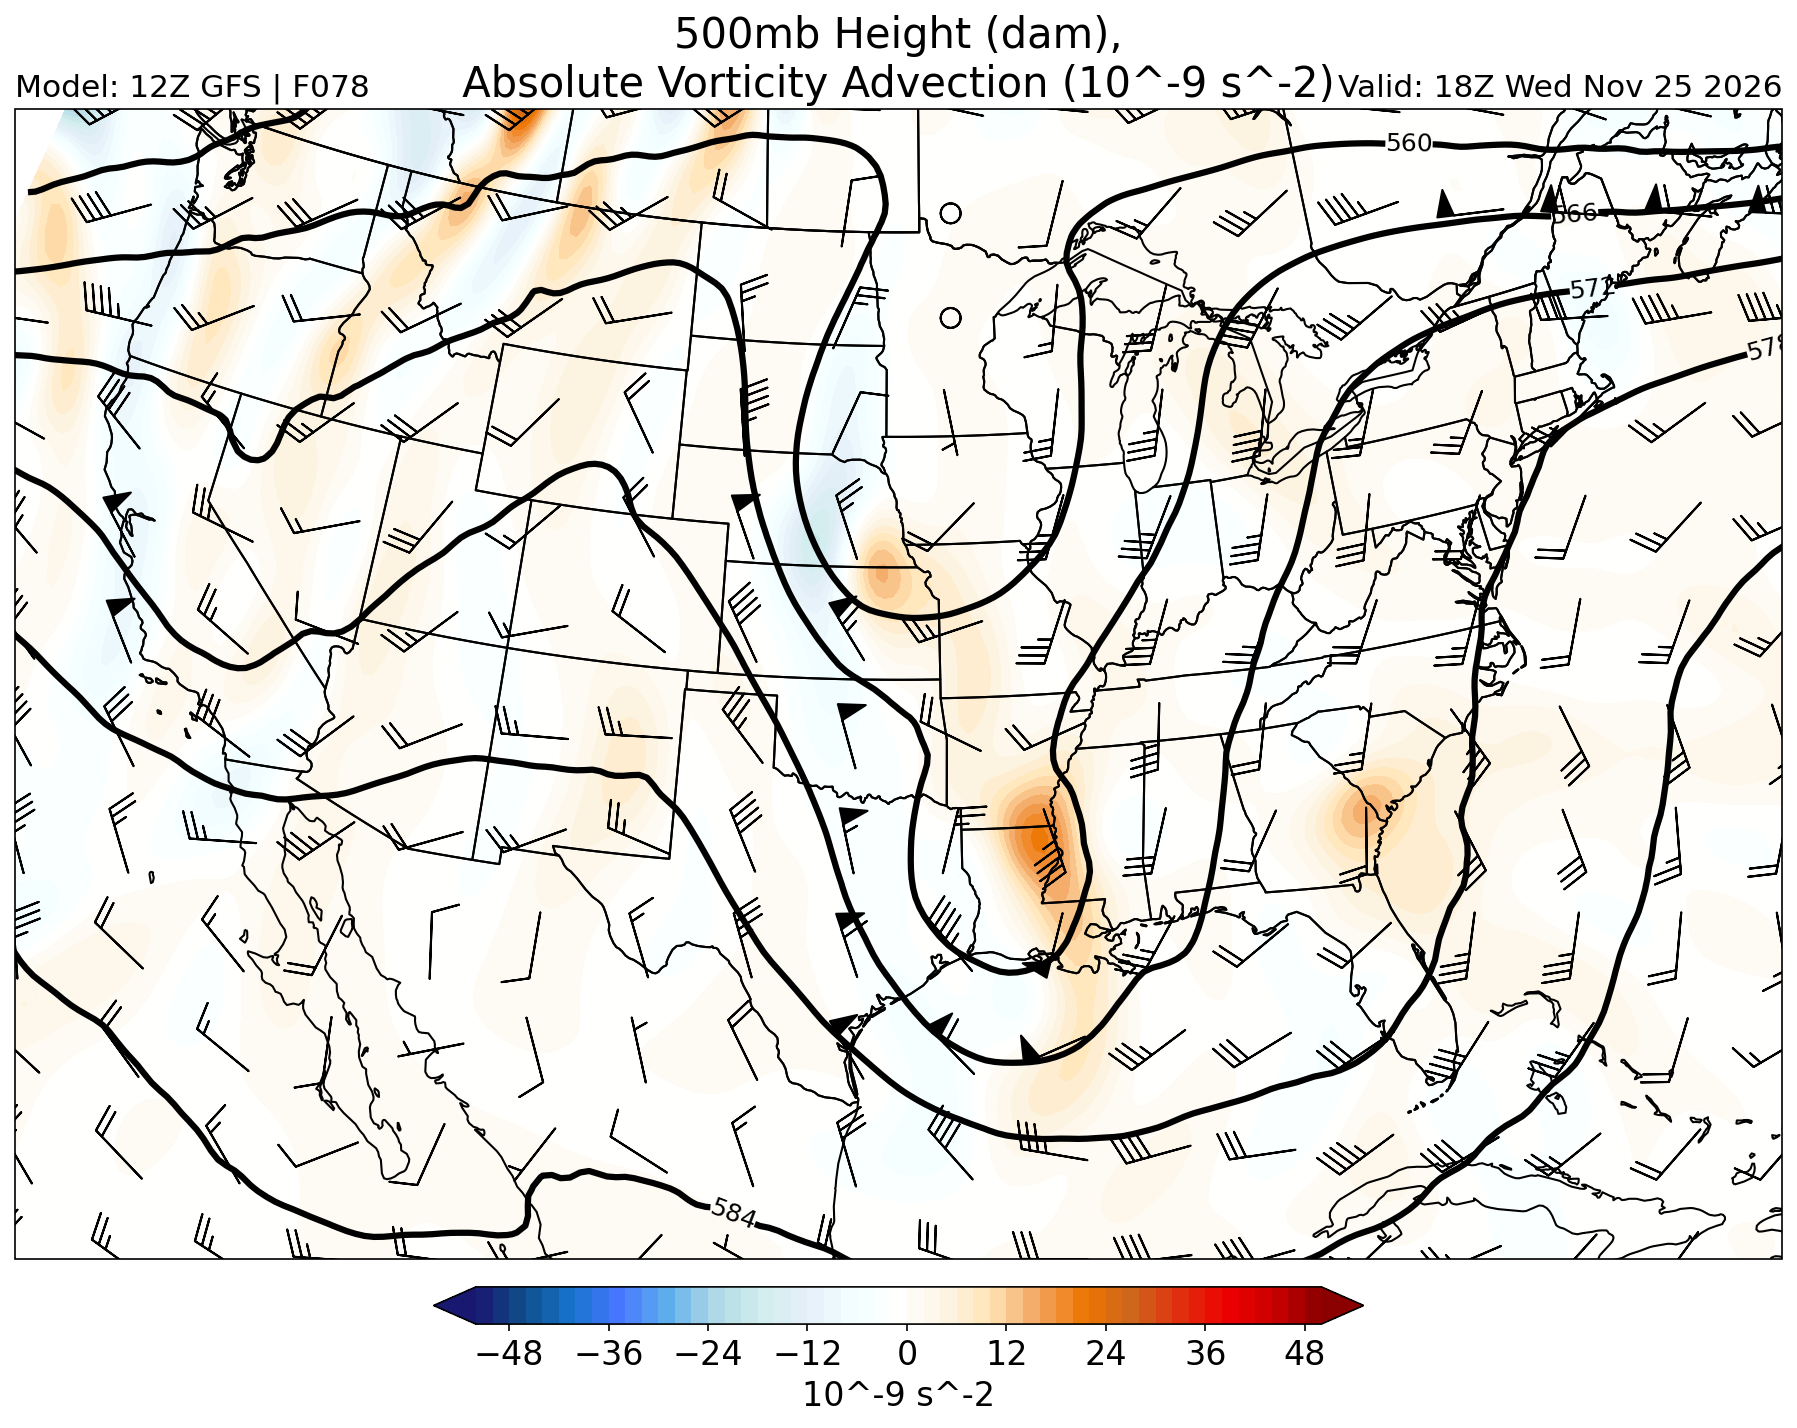 500mb Height (dam),
Model: 12Z GFS | F078
Absolute Vorticity Advection (10^-9 s^-2)
Valid: 18Z Wed Nov 25 2026
560
566
572
578
584
−48 −36 −24 −12 0 12 24 36 48
10^-9 s^-2